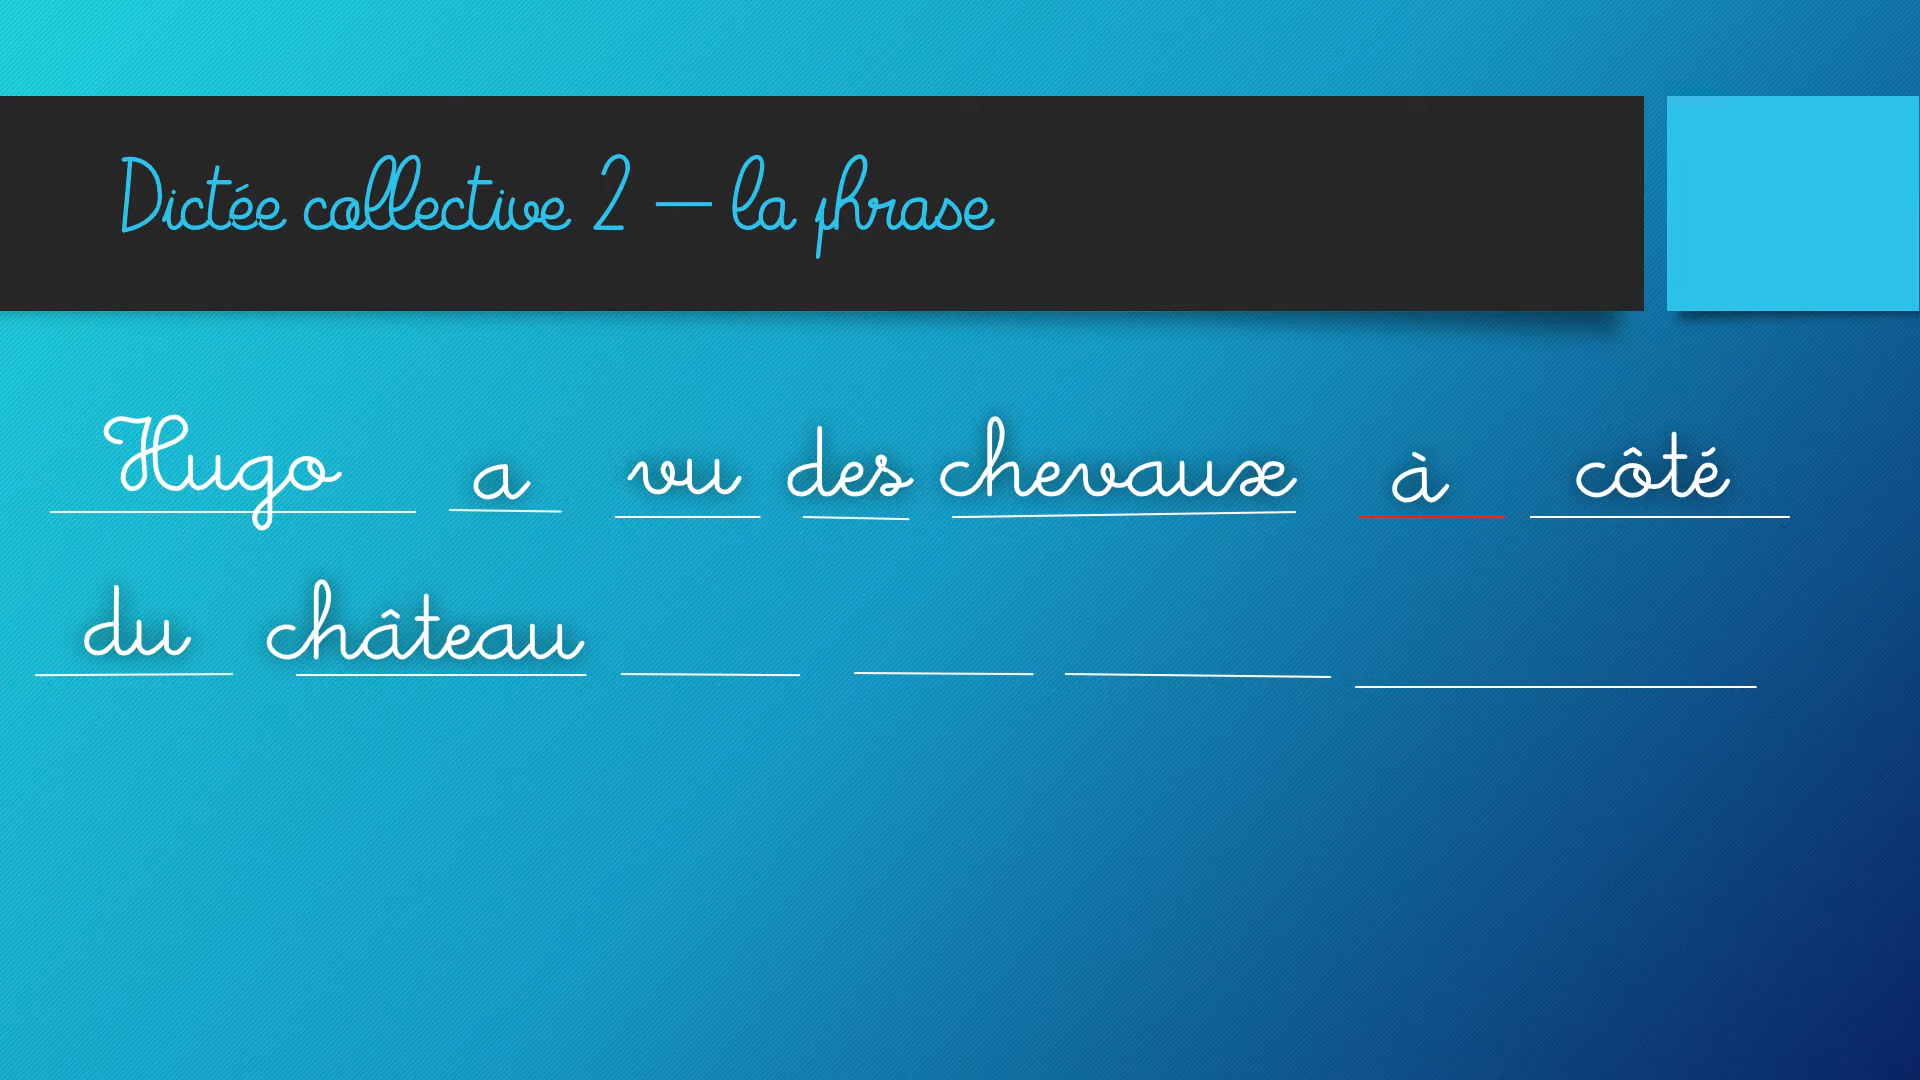 Dictée collective 2 – la phrase
Hugo a vu des chevaux à côté
du château